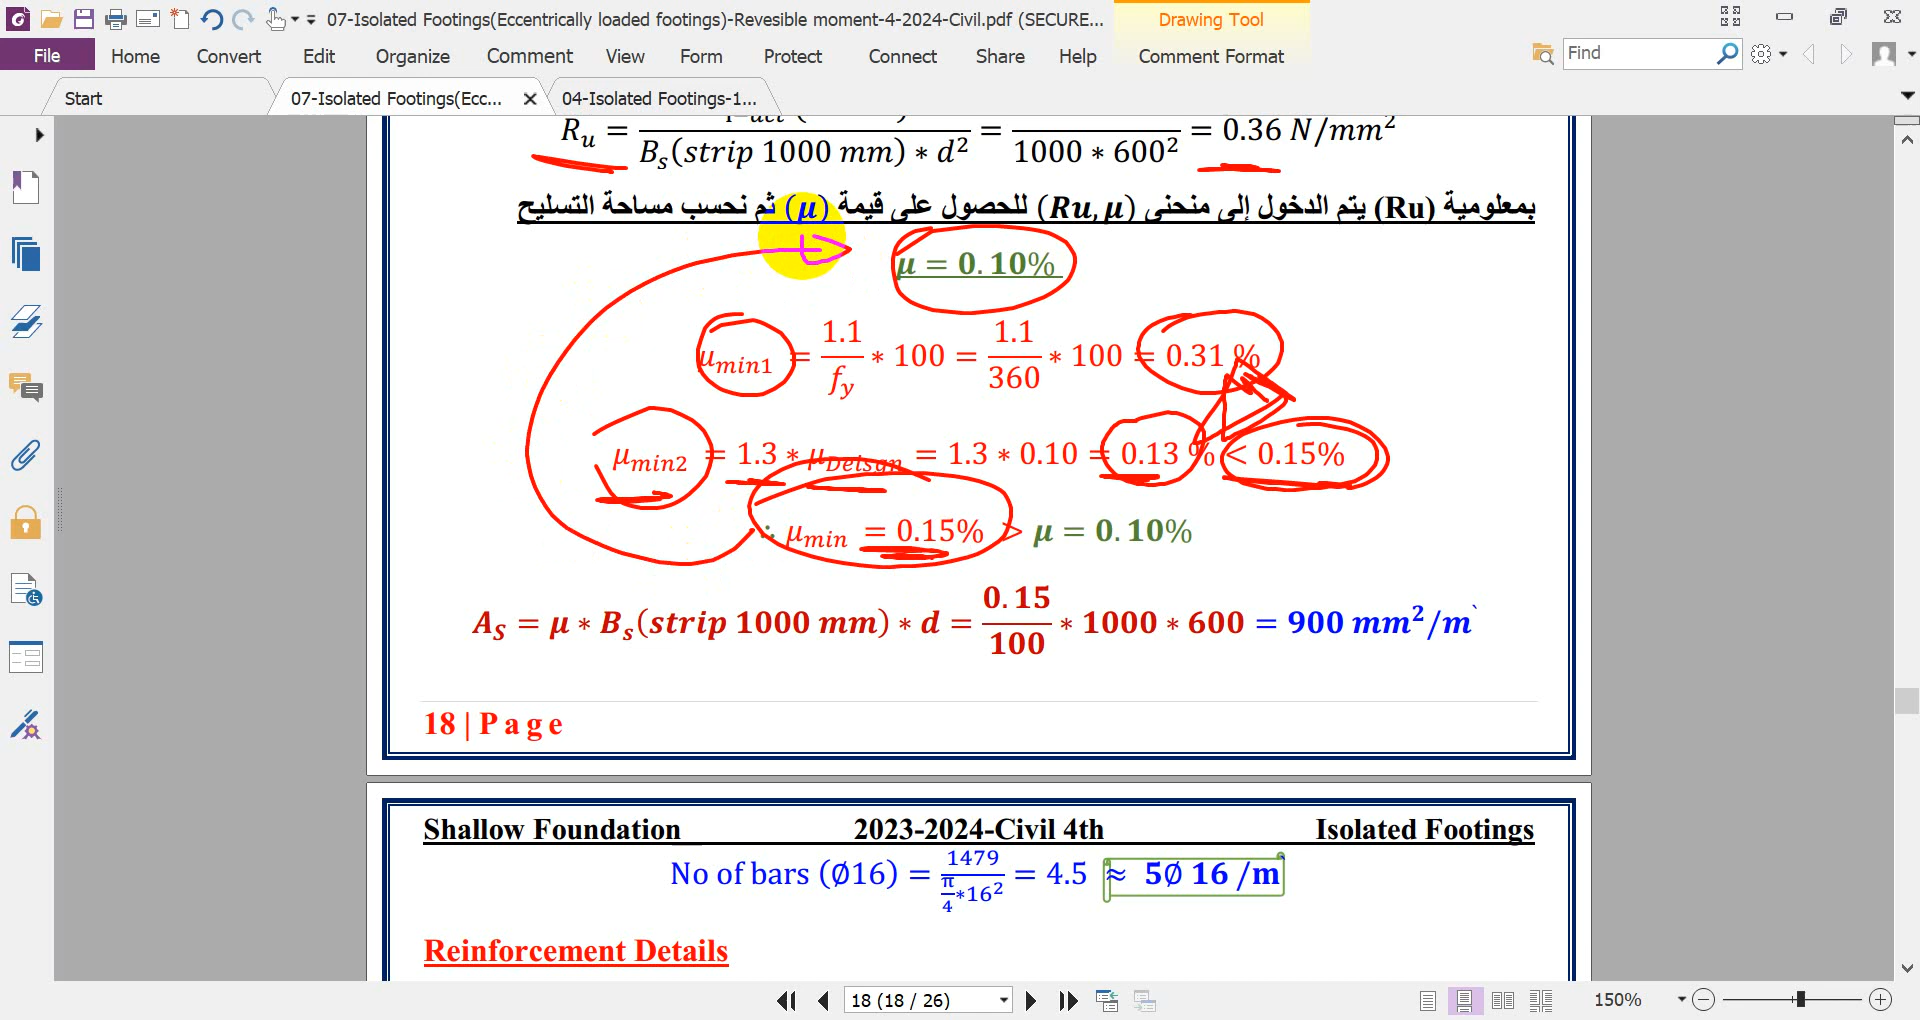 07-Isolated Footings(Eccentrically loaded footings)-Revesible moment-4-2024-Civil.pdf (SECURE... Drawing Tool
File Home Convert Edit Organize Comment View Form Protect Connect Share Help Comment Format Find
Start 07-Isolated Footings(Ecc... 04-Isolated Footings-1...
R_u = / B_s(strip 1000 mm) * d² = / 1000 * 600² = 0.36 N/mm²
بمعلومية (Ru) يتم الدخول إلى منحنى (Ru, μ) للحصول على قيمة (μ) ثم نحسب مساحة التسليح
μ = 0.10%
μ_min1 = 1.1/f_y * 100 = 1.1/360 * 100 = 0.31 %
μ_min2 = 1.3 * μ_Deisgn = 1.3 * 0.10 = 0.13 % < 0.15%
∴ μ_min = 0.15% > μ = 0.10%
A_S = μ * B_s(strip 1000 mm) * d = 0.15/100 * 1000 * 600 = 900 mm²/m`
18 | P a g e
Shallow Foundation 2023-2024-Civil 4th Isolated Footings
No of bars (∅16) = 1479/(π/4*16²) = 4.5 ≈ 5∅ 16 /m`
Reinforcement Details
18 (18 / 26) 150%